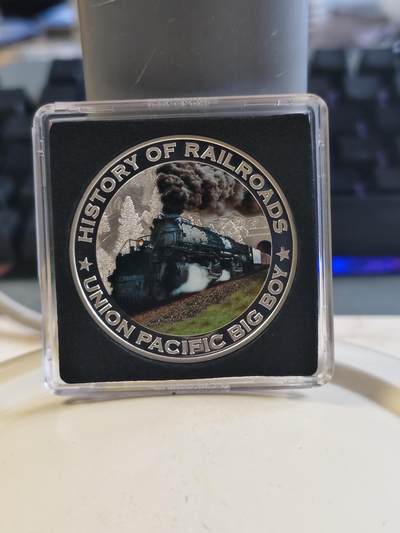 HISTORY OF RAILROADS
UNION PACIFIC BIG BOY